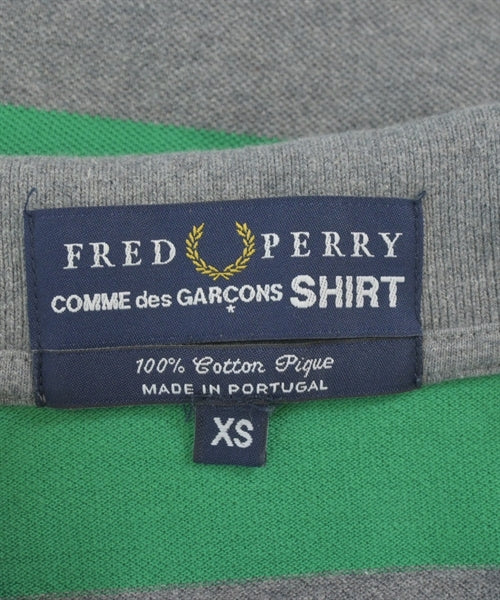 FRED PERRY
COMME des GARÇONS SHIRT
*
100% Cotton Pique
MADE IN PORTUGAL
XS